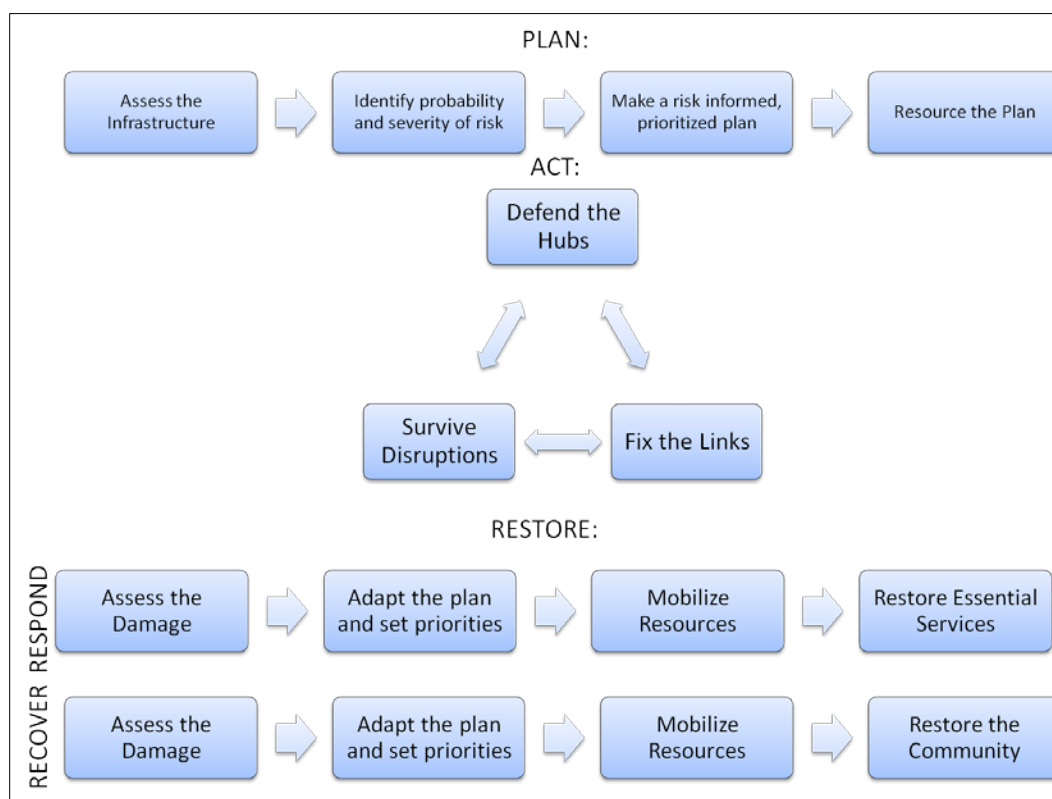 PLAN:
Assess the
Infrastructure
Identify probability
and severity of risk
Make a risk informed,
prioritized plan
Resource the Plan
ACT:
Defend the
Hubs
Survive
Disruptions
Fix the Links
RESTORE:
RESPOND
Assess the
Damage
Adapt the plan
and set priorities
Mobilize
Resources
Restore Essential
Services
RECOVER
Assess the
Damage
Adapt the plan
and set priorities
Mobilize
Resources
Restore the
Community